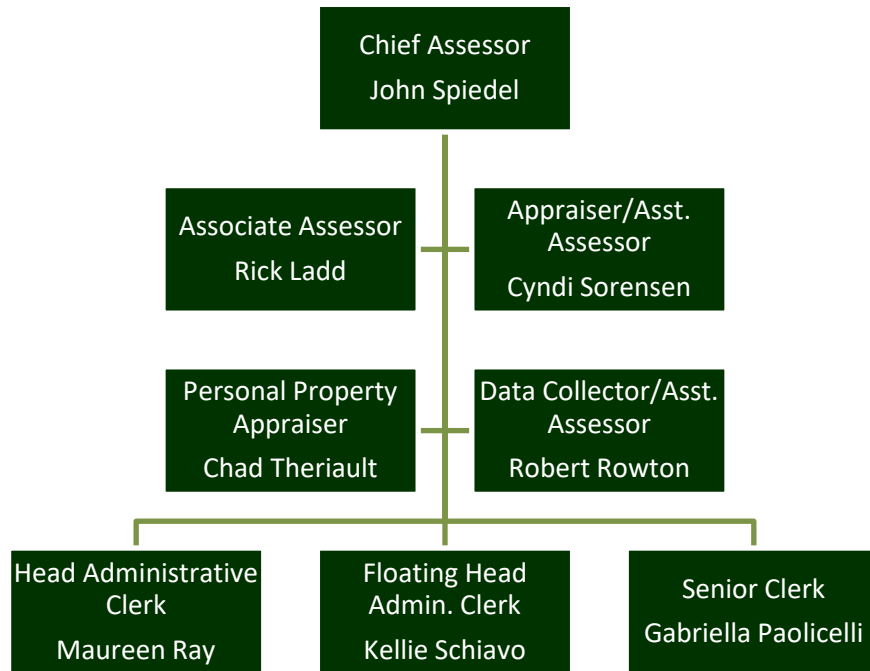 Chief Assessor
John Spiedel
Associate Assessor
Rick Ladd
Appraiser/Asst.
Assessor
Cyndi Sorensen
Personal Property
Appraiser
Chad Theriault
Data Collector/Asst.
Assessor
Robert Rowton
Head Administrative
Clerk
Maureen Ray
Floating Head
Admin. Clerk
Kellie Schiavo
Senior Clerk
Gabriella Paolicelli